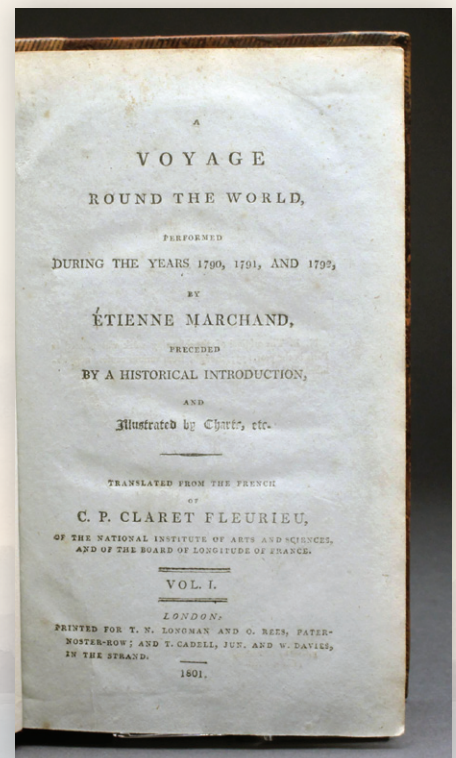 A
VOYAGE
ROUND THE WORLD,
PERFORMED
DURING THE YEARS 1790, 1791, AND 1792,
BY
ÉTIENNE MARCHAND,
PRECEDED
BY A HISTORICAL INTRODUCTION,
AND
Illustrated by Charts, etc.
TRANSLATED FROM THE FRENCH
OF
C. P. CLARET FLEURIEU,
OF THE NATIONAL INSTITUTE OF ARTS AND SCIENCES,
AND OF THE BOARD OF LONGITUDE OF FRANCE.
VOL. I.
LONDON:
PRINTED FOR T. N. LONGMAN AND O. REES, PATER-
NOSTER-ROW; AND T. CADELL, JUN. AND W. DAVIES,
IN THE STRAND.
1801.